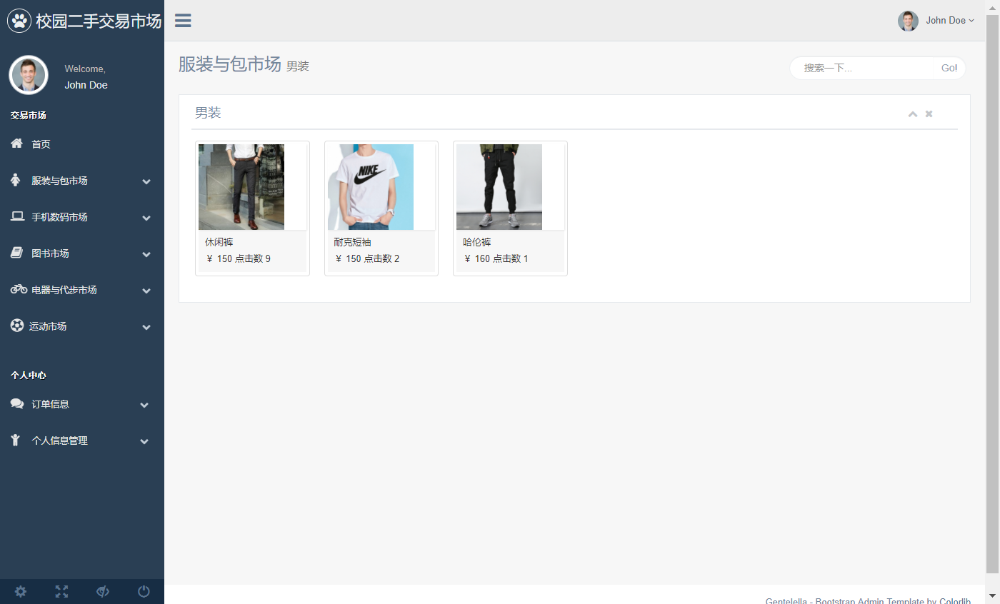 校园二手交易市场
John Doe
Welcome,
John Doe
交易市场
首页
服装与包市场
手机数码市场
图书市场
电器与代步市场
运动市场
个人中心
订单信息
个人信息管理
服装与包市场 男装
搜索一下...
Go!
男装
NIKE
休闲裤
¥ 150 点击数 9
耐克短袖
¥ 150 点击数 2
哈伦裤
¥ 160 点击数 1
Gentelella - Bootstrap Admin Template by Colorlib